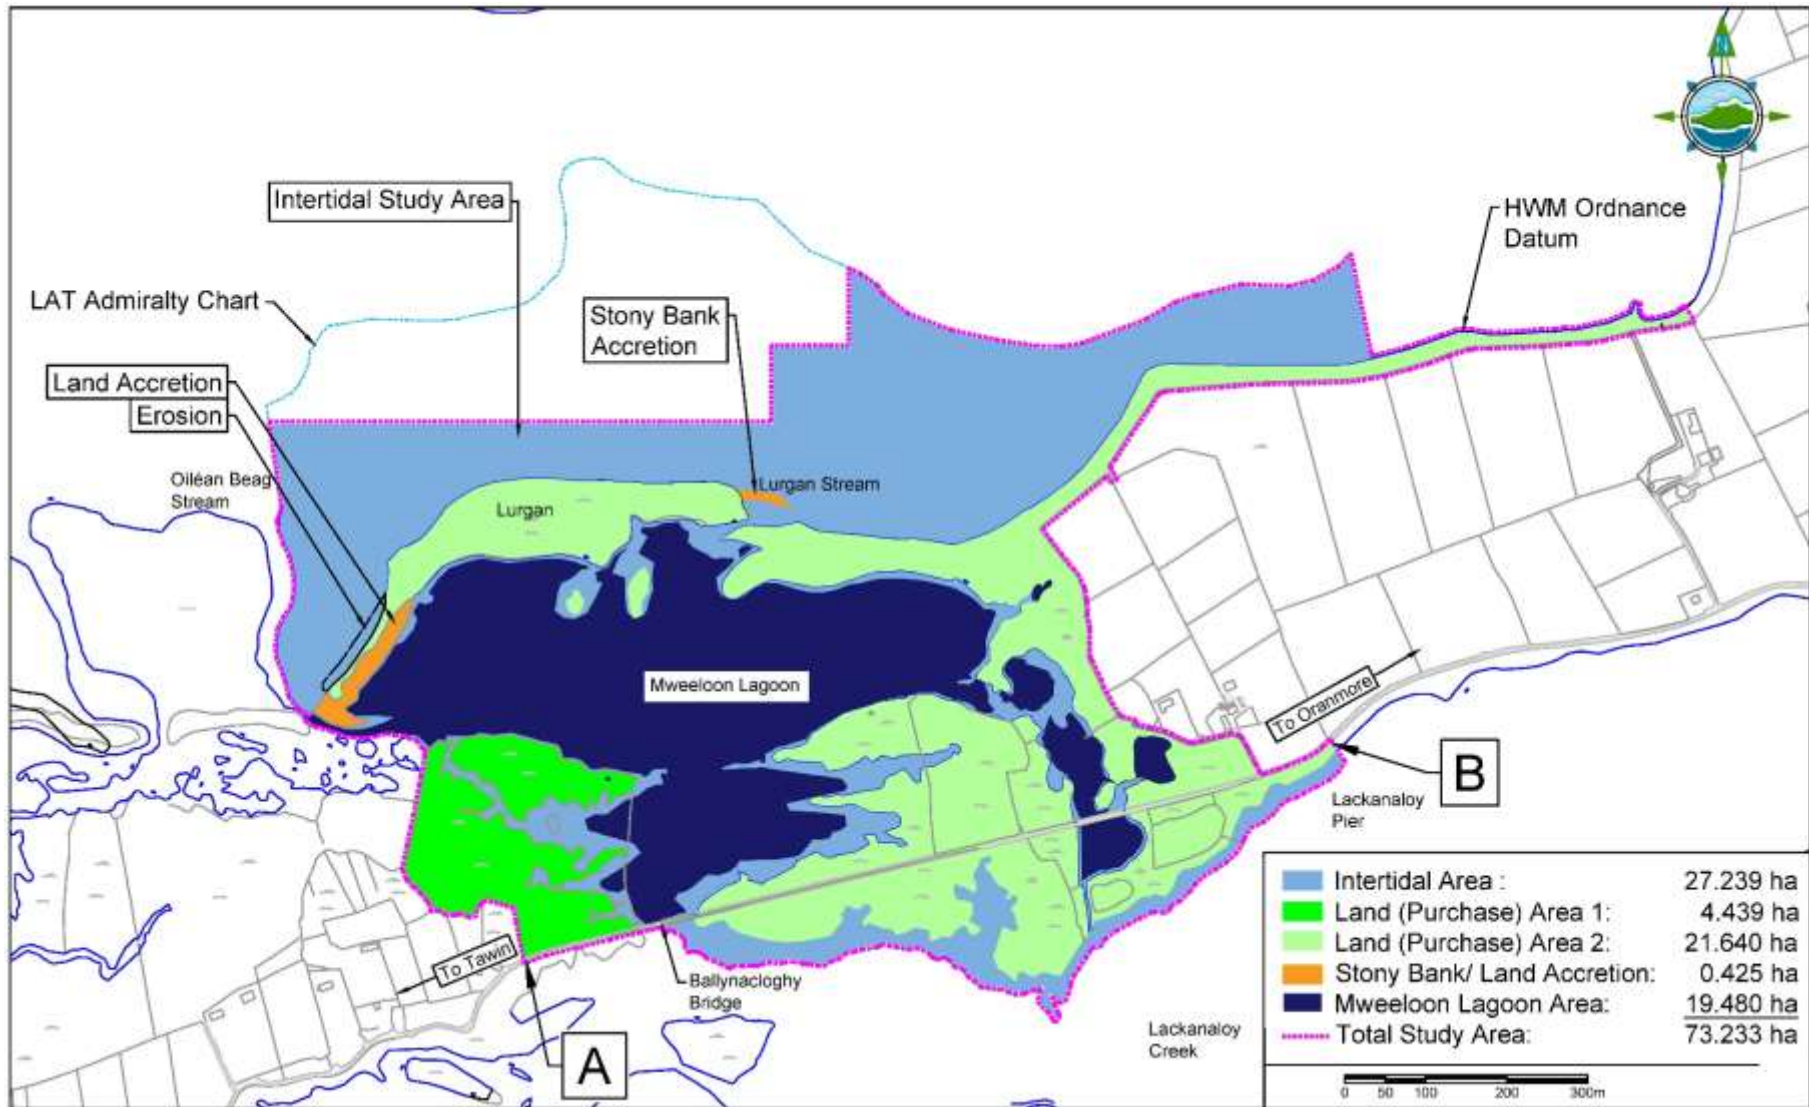 N
Intertidal Study Area
HWM Ordnance
Datum
LAT Admiralty Chart
Stony Bank
Accretion
Land Accretion
Erosion
Oiléan Beag
Stream
Lurgan Stream
Lurgan
Mweeloon Lagoon
To Oranmore
B
Lackanaloy
Pier
To Tawin
Ballynacloghy
Bridge
A
Lackanaloy
Creek
Intertidal Area : 27.239 ha
Land (Purchase) Area 1: 4.439 ha
Land (Purchase) Area 2: 21.640 ha
Stony Bank/ Land Accretion: 0.425 ha
Mweeloon Lagoon Area: 19.480 ha
Total Study Area: 73.233 ha
0 50 100 200 300m